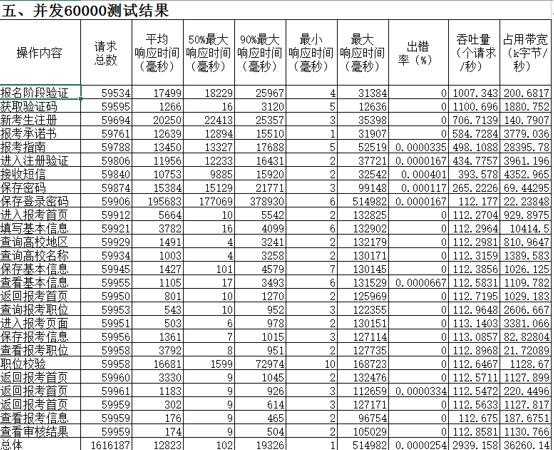 五、并发60000测试结果
操作内容 请求总数 平均响应时间（毫秒） 50%最大响应时间（毫秒） 90%最大响应时间（毫秒） 最小响应时间（毫秒） 最大响应时间（毫秒） 出错率（%） 吞吐量（个请求/秒） 占用带宽（k字节/秒）
报名阶段验证 59534 17499 18229 25967 4 31384 0 1007.343 200.6817
获取验证码 59595 1266 16 3120 5 12636 0 1100.696 1880.752
新考生注册 59694 20250 22413 25357 3 35398 0 706.7139 140.7907
报考承诺书 59761 12639 12894 15510 1 31907 0 584.7284 3779.036
报考指南 59788 13450 13327 17688 5 52519 0.0000335 498.1088 28395.78
进入注册验证 59806 11956 12233 16431 2 37721 0.0000167 434.7757 3961.196
接收短信 59840 10753 9885 15920 2 32542 0.000401 393.578 4352.965
保存密码 59874 15384 15129 21771 3 99148 0.000117 265.2226 69.44295
保存登录密码 59906 195683 177069 378930 6 514982 0.0000167 112.177 22.23848
进入报考首页 59912 5664 10 5542 2 132825 0 112.2704 929.8975
填写基本信息 59921 3782 16 4099 6 132902 0 112.2964 10414.5
查询高校地区 59929 1491 4 3241 2 132179 0 112.2981 810.9647
查询高校名称 59934 1003 4 3258 2 130171 0 112.3159 1389.583
保存基本信息 59945 1427 101 4579 7 130145 0 112.3856 1026.125
查看基本信息 59955 1105 17 3493 6 131529 0.0000667 112.5831 1109.782
返回报考首页 59950 801 10 1270 2 125969 0 112.7195 1029.183
查询报考职位 59953 543 10 952 3 122355 0 112.9648 2606.667
进入报考页面 59951 503 6 978 2 130151 0 113.1403 3381.066
保存报考信息 59956 1361 7 1015 3 127114 0 113.0857 82.82804
查看报考职位 59958 3792 8 951 2 127735 0 112.8968 21.72089
职位校验 59958 16681 1599 72974 10 168723 0 112.6467 1128.67
返回报考首页 59960 3330 9 1045 2 132476 0 112.5711 1127.899
返回报考首页 59961 1183 9 926 3 112659 0.0000334 112.5472 220.4496
返回报考首页 59959 302 9 614 3 127171 0 112.5633 1127.817
查看报考信息 59959 176 9 465 2 96754 0 112.675 187.6751
查看审核结果 59959 174 9 504 2 105029 0 112.8581 1130.766
总体 1616187 12823 102 19326 1 514982 0.0000254 2939.158 36260.14